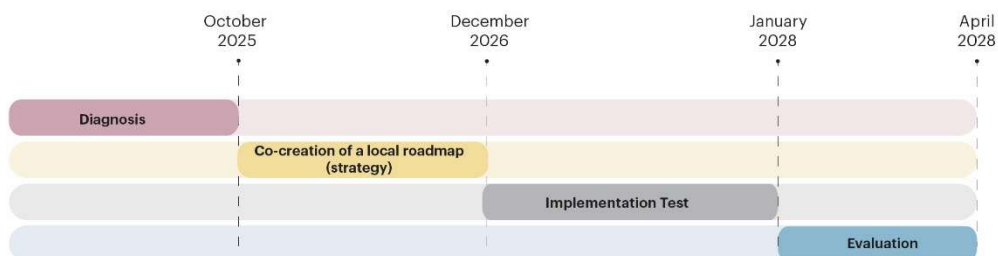 October
2025
December
2026
January
2028
April
2028
Diagnosis
Co-creation of a local roadmap
(strategy)
Implementation Test
Evaluation